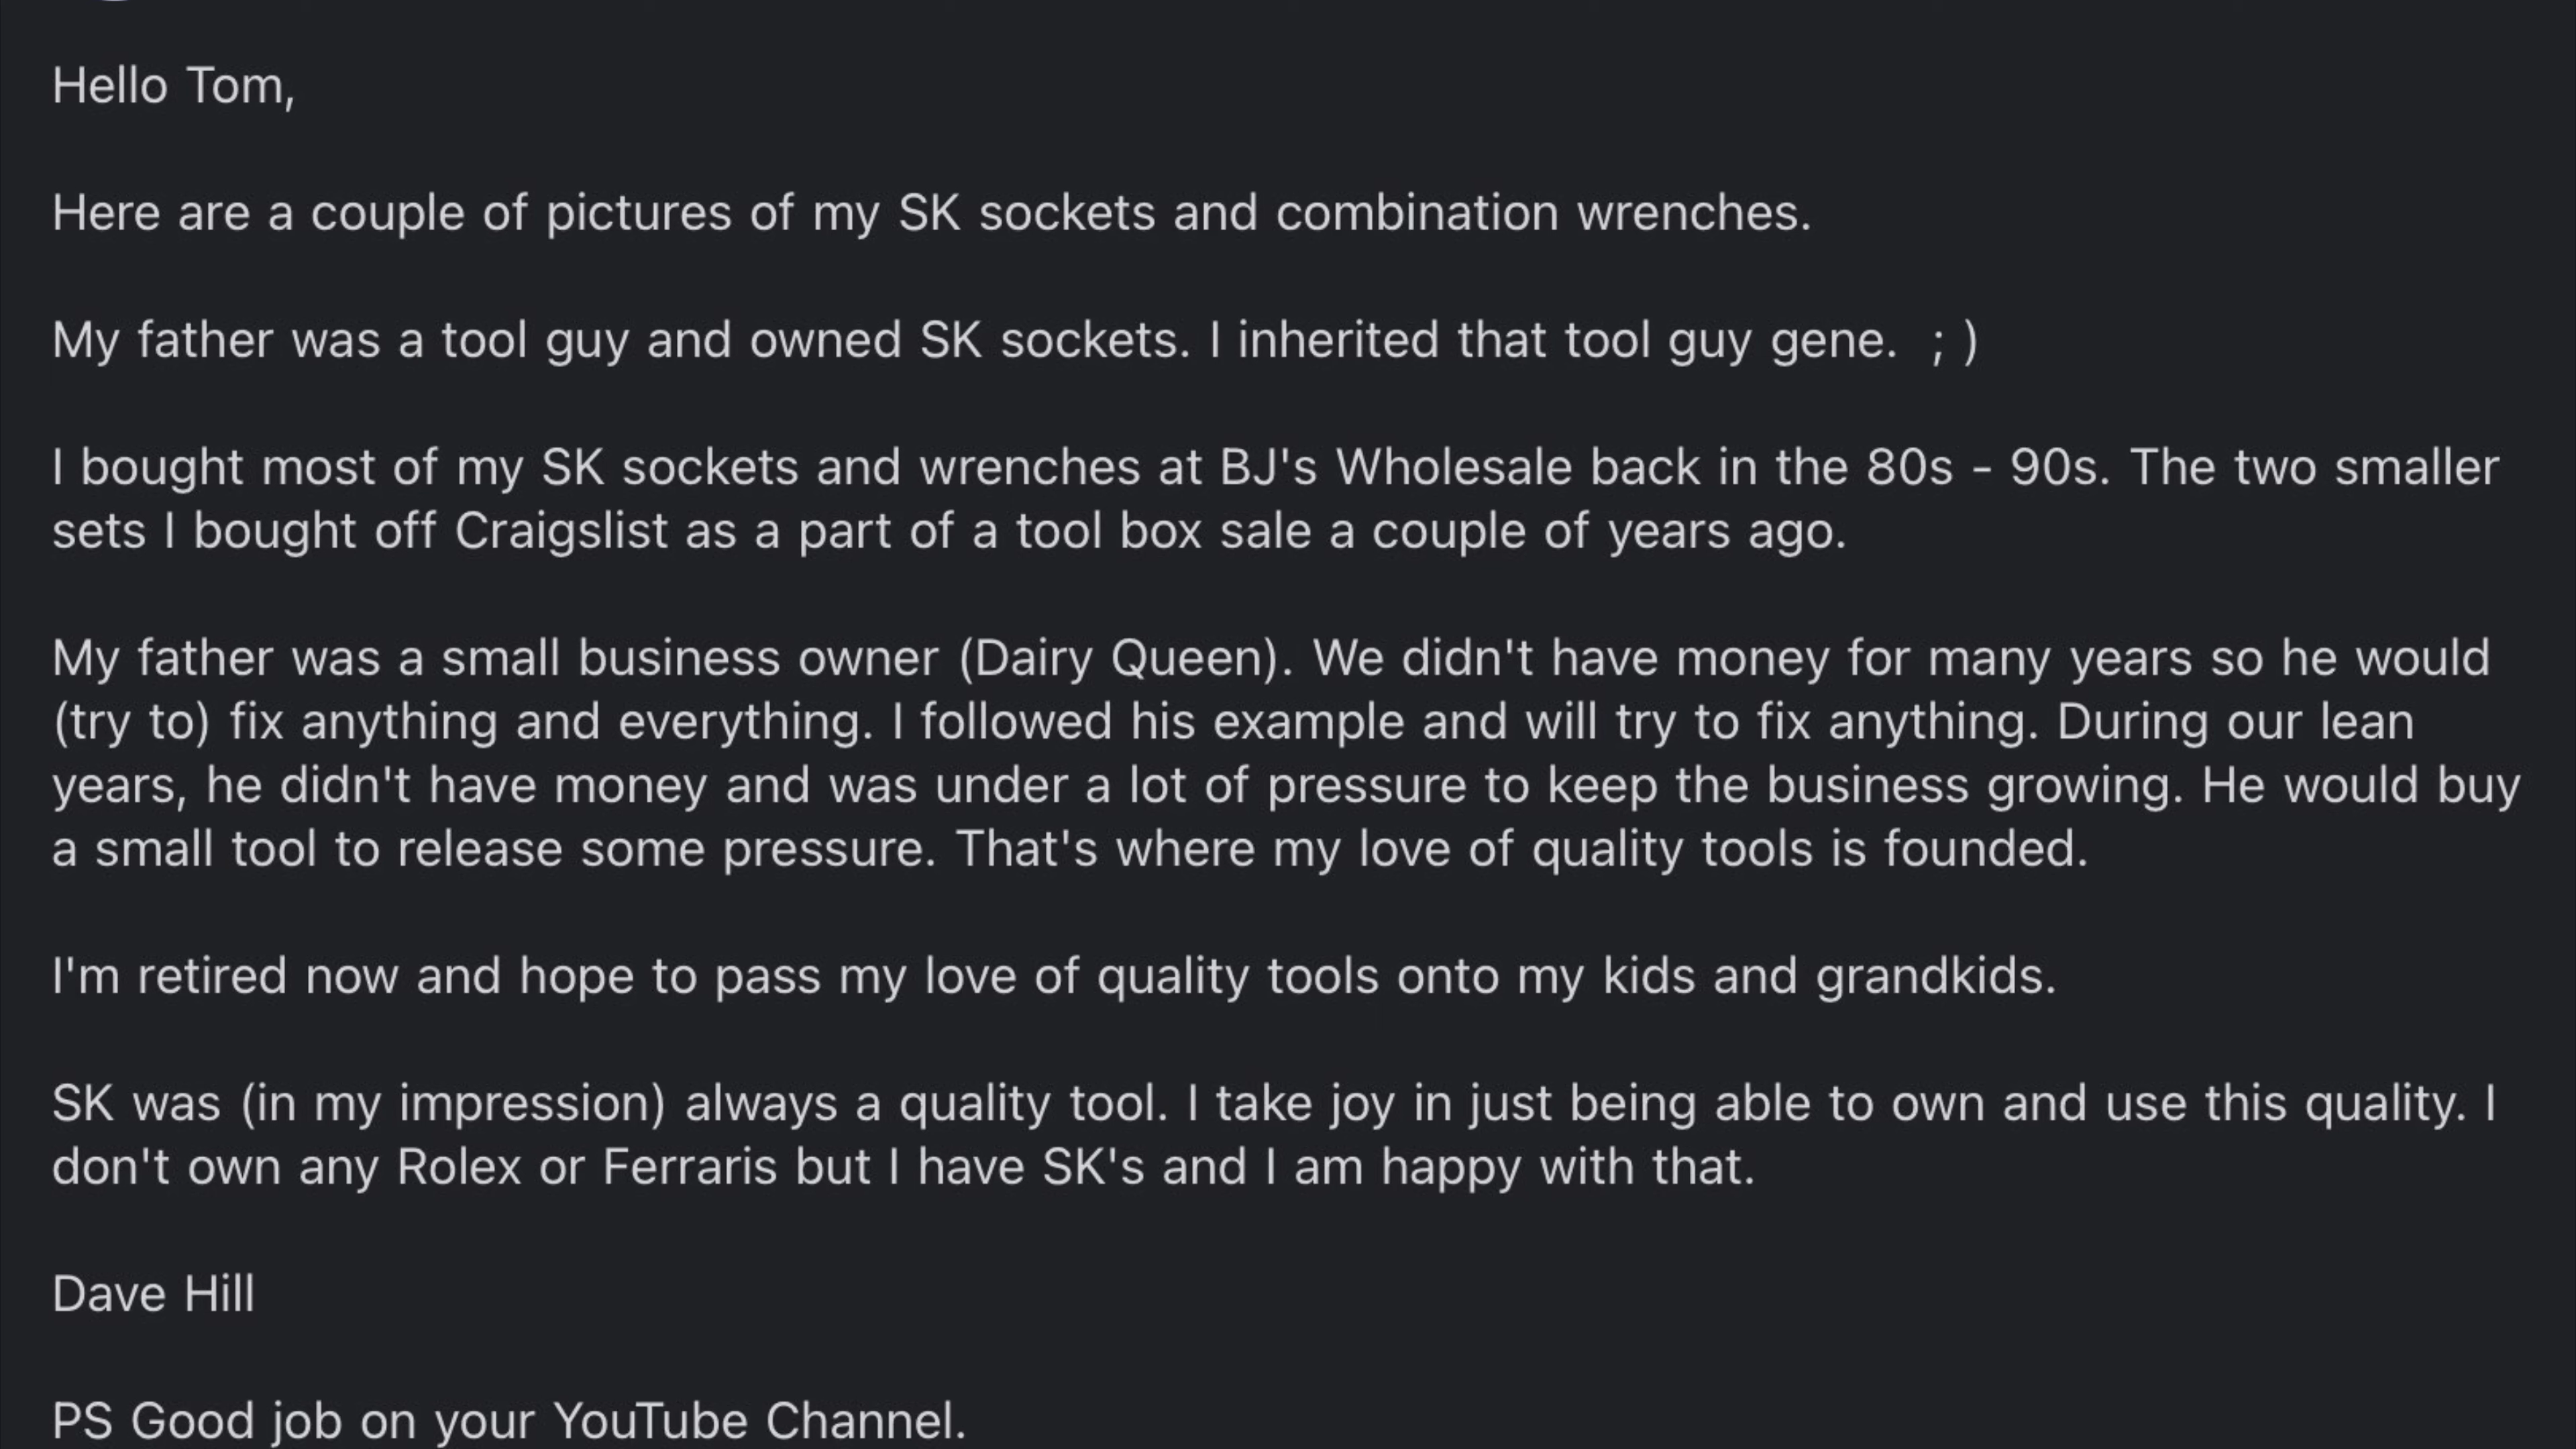 Hello Tom,
Here are a couple of pictures of my SK sockets and combination wrenches.
My father was a tool guy and owned SK sockets. I inherited that tool guy gene.  ; )
I bought most of my SK sockets and wrenches at BJ's Wholesale back in the 80s - 90s. The two smaller
sets I bought off Craigslist as a part of a tool box sale a couple of years ago.
My father was a small business owner (Dairy Queen). We didn't have money for many years so he would
(try to) fix anything and everything. I followed his example and will try to fix anything. During our lean
years, he didn't have money and was under a lot of pressure to keep the business growing. He would buy
a small tool to release some pressure. That's where my love of quality tools is founded.
I'm retired now and hope to pass my love of quality tools onto my kids and grandkids.
SK was (in my impression) always a quality tool. I take joy in just being able to own and use this quality. I
don't own any Rolex or Ferraris but I have SK's and I am happy with that.
Dave Hill
PS Good job on your YouTube Channel.